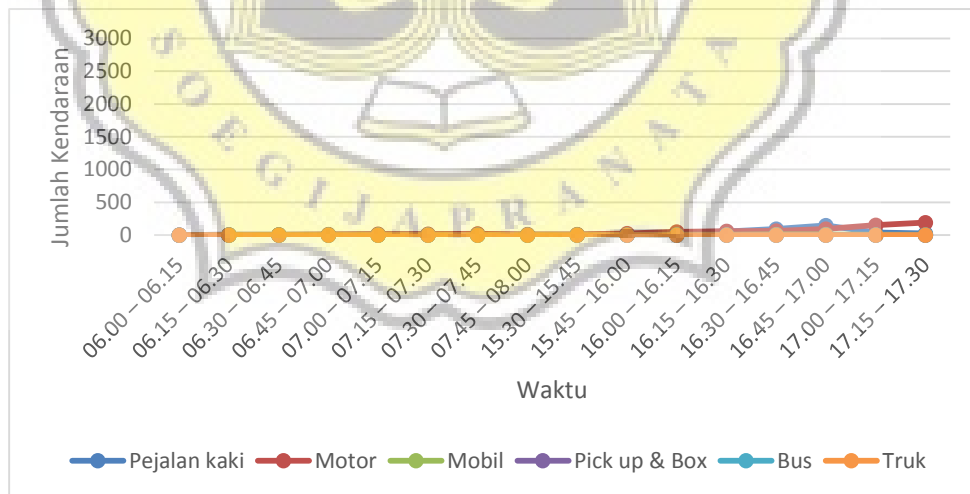 SOEGIJAPRANATA
Jumlah Kendaraan
3000
2500
2000
1500
1000
500
0
06.00 – 06.15
06.15 – 06.30
06.30 – 06.45
06.45 – 07.00
07.00 – 07.15
07.15 – 07.30
07.30 – 07.45
07.45 – 08.00
15.30 – 15.45
15.45 – 16.00
16.00 – 16.15
16.15 – 16.30
16.30 – 16.45
16.45 – 17.00
17.00 – 17.15
17.15 – 17.30
Waktu
Pejalan kaki Motor Mobil Pick up & Box Bus Truk